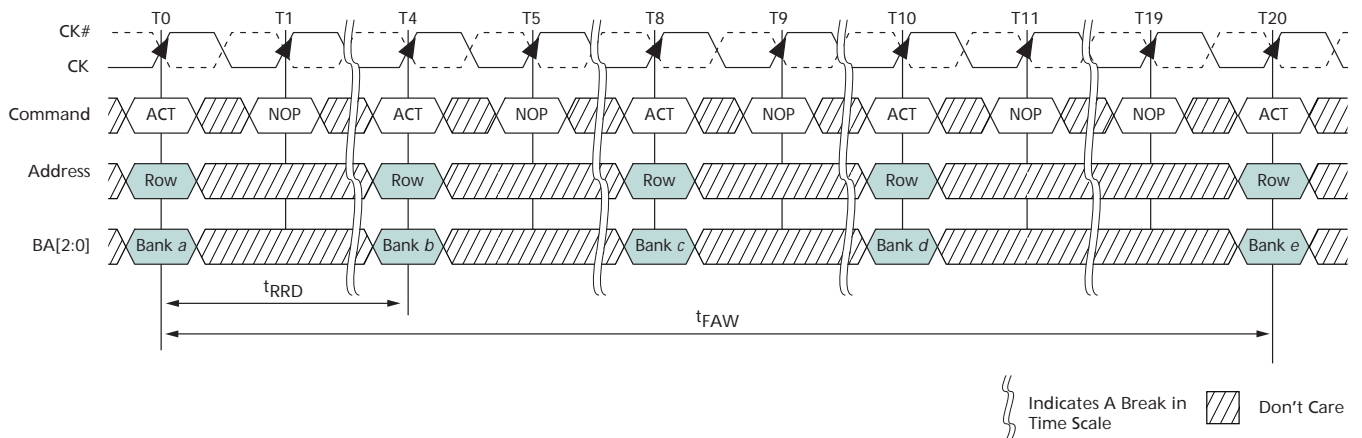 T0 T1 T4 T5 T8 T9 T10 T11 T19 T20
CK#
CK
Command ACT NOP ACT NOP ACT NOP ACT NOP NOP ACT
Address Row Row Row Row Row
BA[2:0] Bank a Bank b Bank c Bank d Bank e
tRRD
tFAW
Indicates A Break in
Time Scale
Don't Care